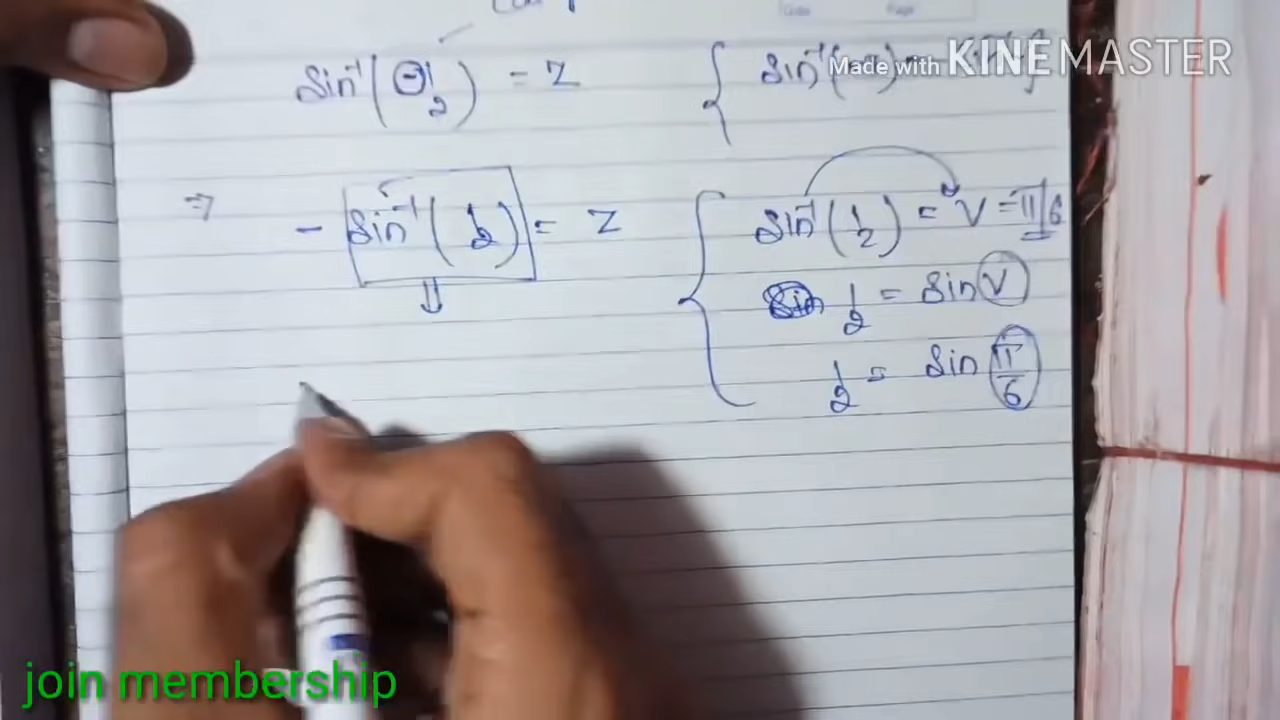 Sin⁻¹(-1/2) = Z { Sin⁻¹(-x) =
Made with KINEMASTER
⇒ - Sin⁻¹(1/2) = Z { Sin⁻¹(1/2) = V = π/6
⇓ 1/2 = Sin V
1/2 = Sin π/6
join membership